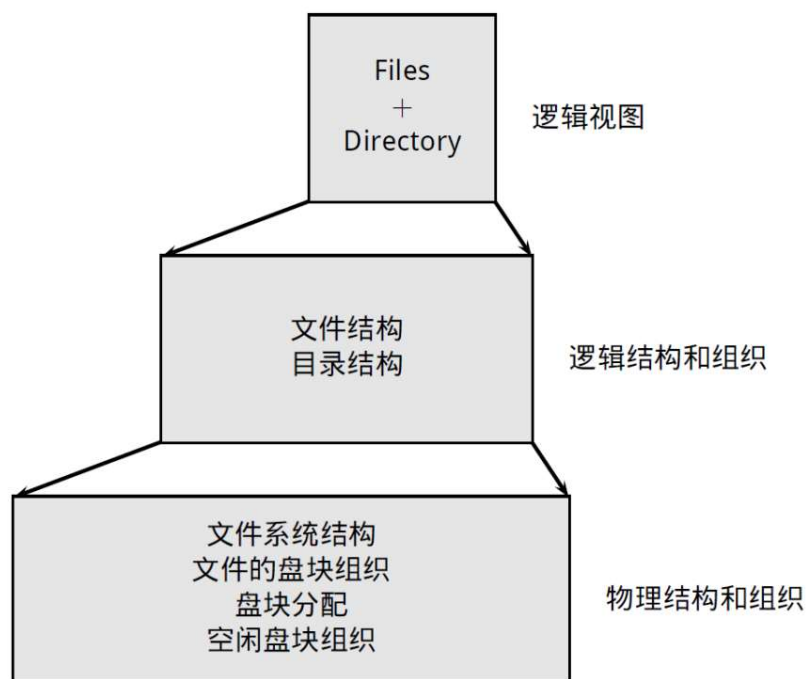 Files
+
Directory
逻辑视图
文件结构
目录结构
逻辑结构和组织
文件系统结构
文件的盘块组织
盘块分配
空闲盘块组织
物理结构和组织